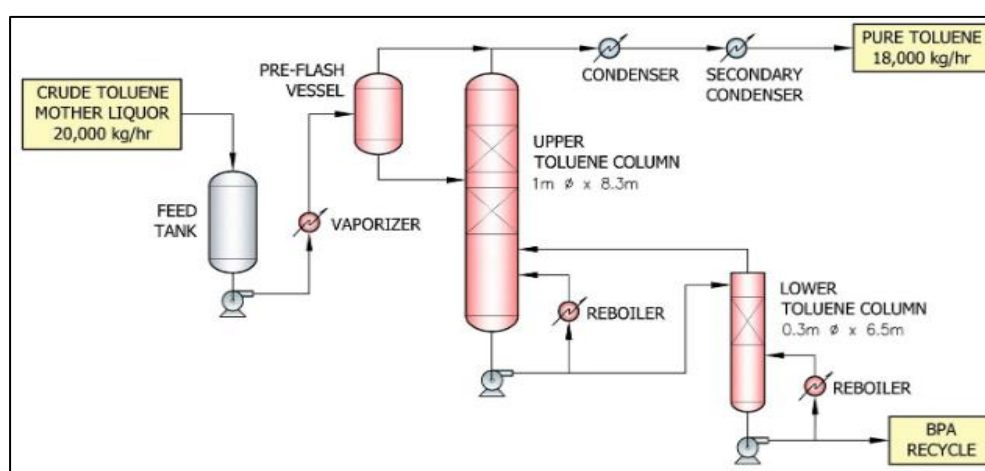 CRUDE TOLUENE
MOTHER LIQUOR
20,000 kg/hr
FEED
TANK
VAPORIZER
PRE-FLASH
VESSEL
CONDENSER
SECONDARY
CONDENSER
PURE TOLUENE
18,000 kg/hr
UPPER
TOLUENE COLUMN
1m ø x 8.3m
REBOILER
LOWER
TOLUENE COLUMN
0.3m ø x 6.5m
REBOILER
BPA
RECYCLE